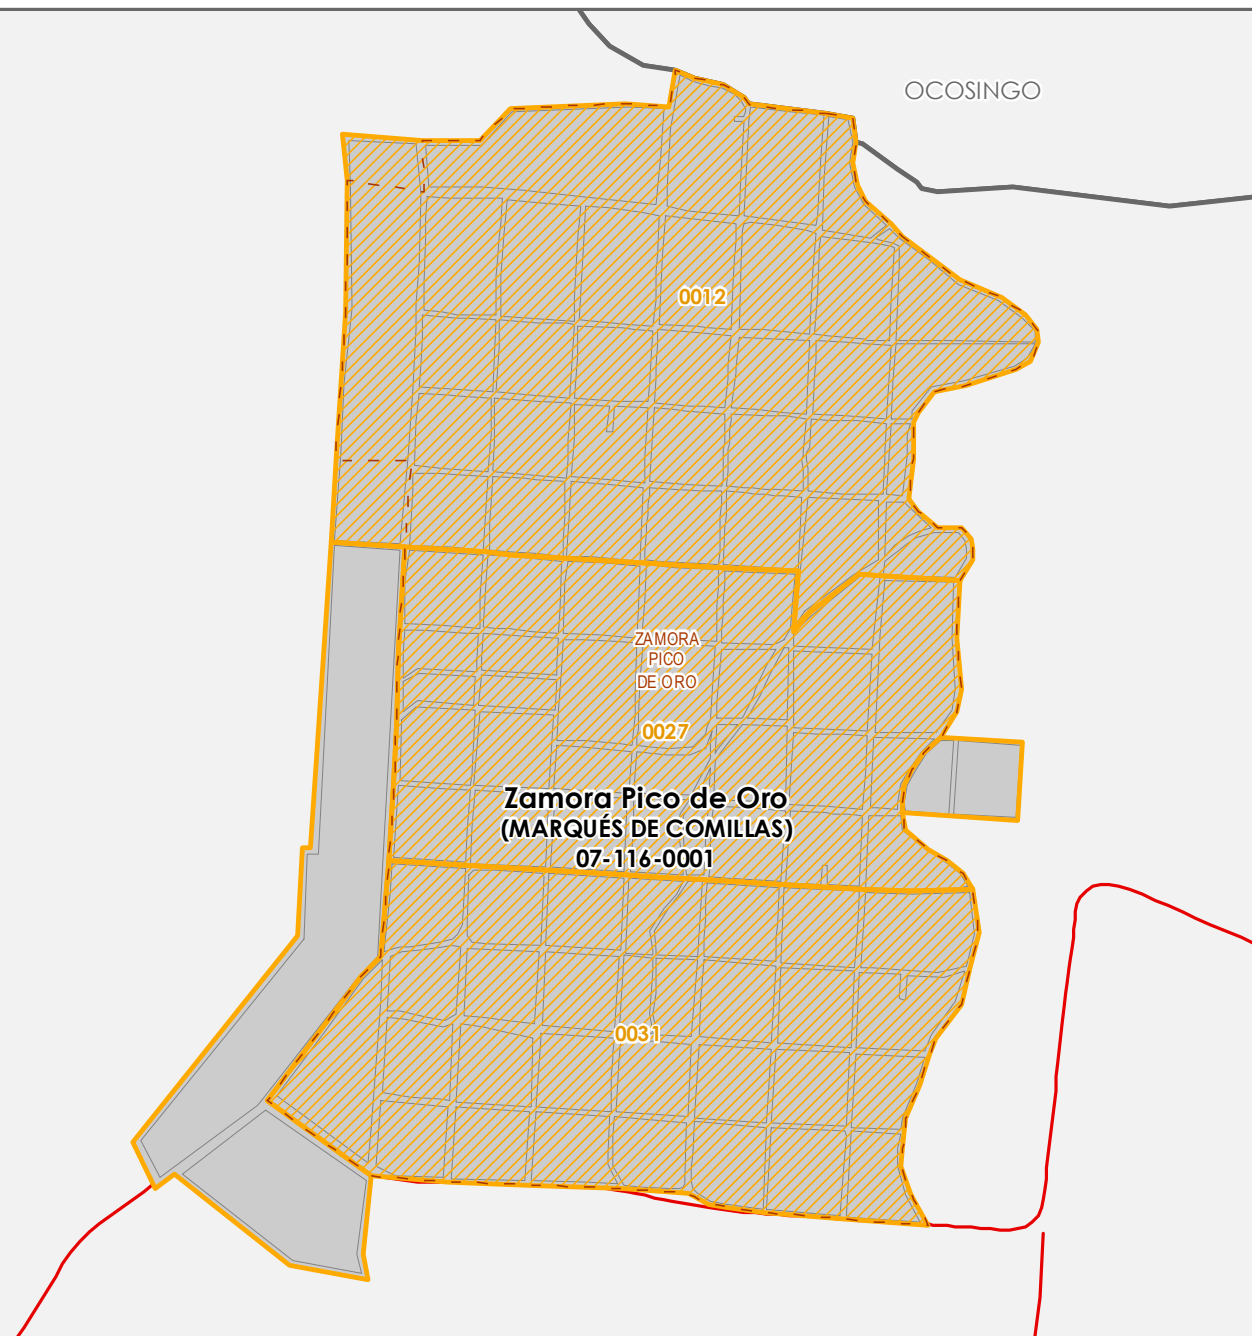 OCOSINGO
0012
ZAMORA
PICO
DE ORO
0027
Zamora Pico de Oro
(MARQUÉS DE COMILLAS)
07-116-0001
0031